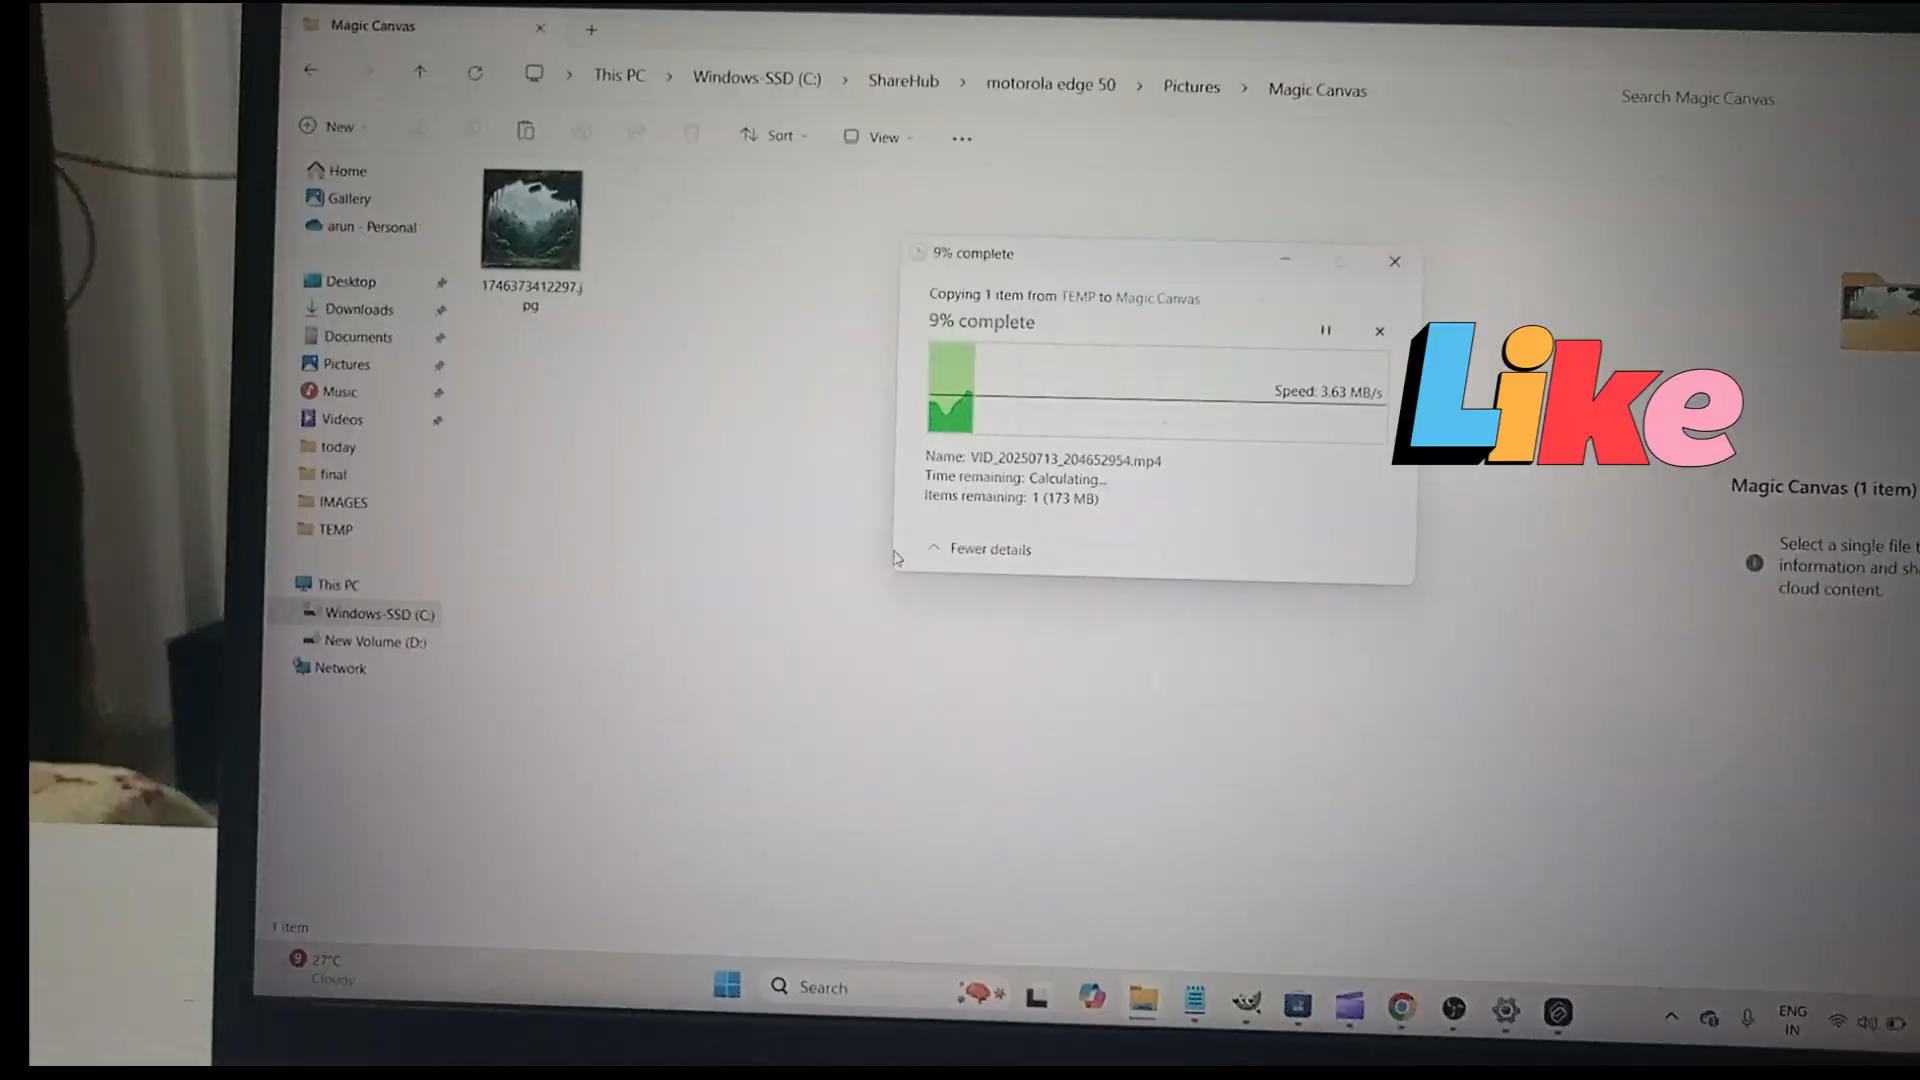 Magic Canvas
This PC > Windows-SSD (C:) > ShareHub > motorola edge 50 > Pictures > Magic Canvas
Search Magic Canvas
New
Sort
View
Home
Gallery
arun - Personal
Desktop
Downloads
Documents
Pictures
Music
Videos
today
final
IMAGES
TEMP
This PC
Windows-SSD (C:)
New Volume (D:)
Network
1746373412297.j
pg
9% complete
Copying 1 item from TEMP to Magic Canvas
9% complete
Speed: 3.63 MB/s
Name: VID_20250713_204652954.mp4
Time remaining: Calculating...
Items remaining: 1 (173 MB)
Fewer details
Like
Magic Canvas (1 item)
Select a single file t
information and sha
cloud content.
1 item
9
27°C
Cloudy
Search
ENG
IN